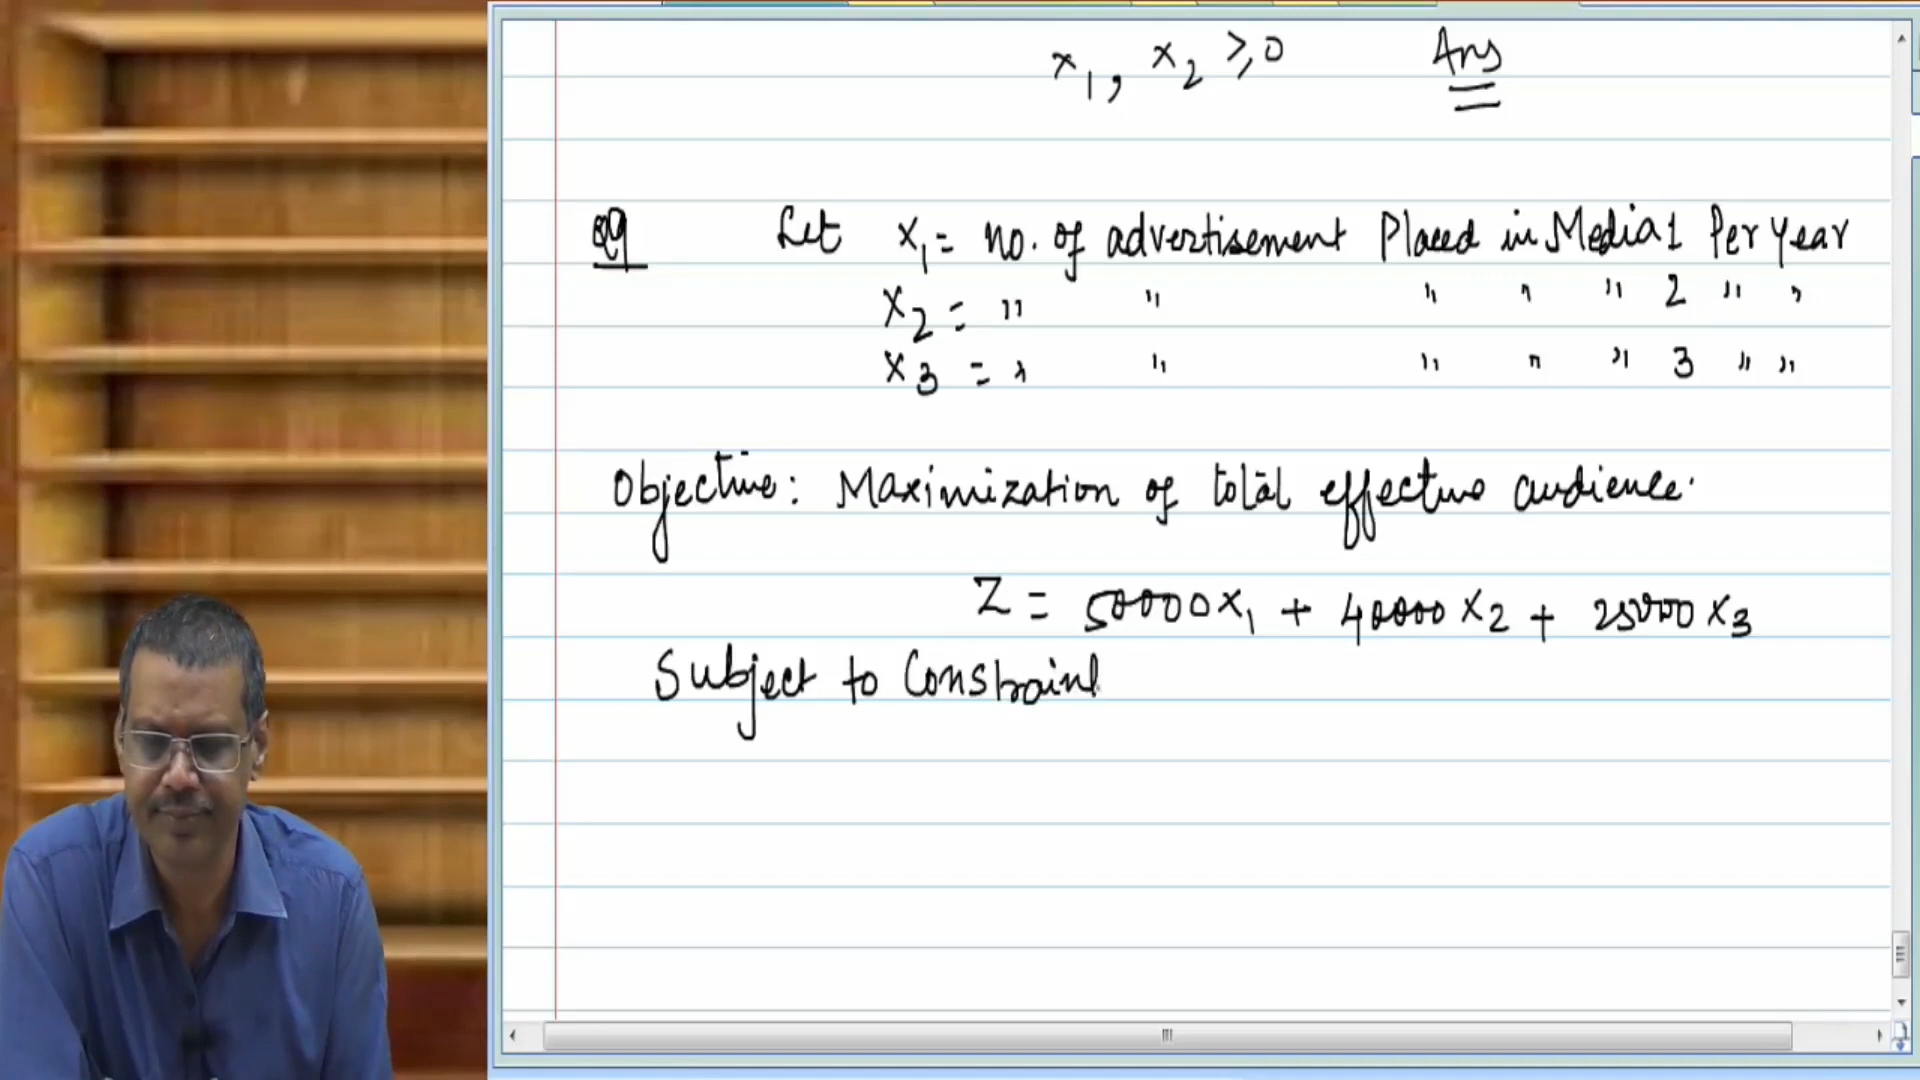 x₁, x₂ ≥ 0 Ans
Q9 Let x₁ = no. of advertisement Placed in Media 1 Per year
x₂ = " " " " " 2 " "
x₃ = " " " " " 3 " "
Objective: Maximization of total effective audience.
Z = 50000x₁ + 40000x₂ + 25000x₃
Subject to Constraint